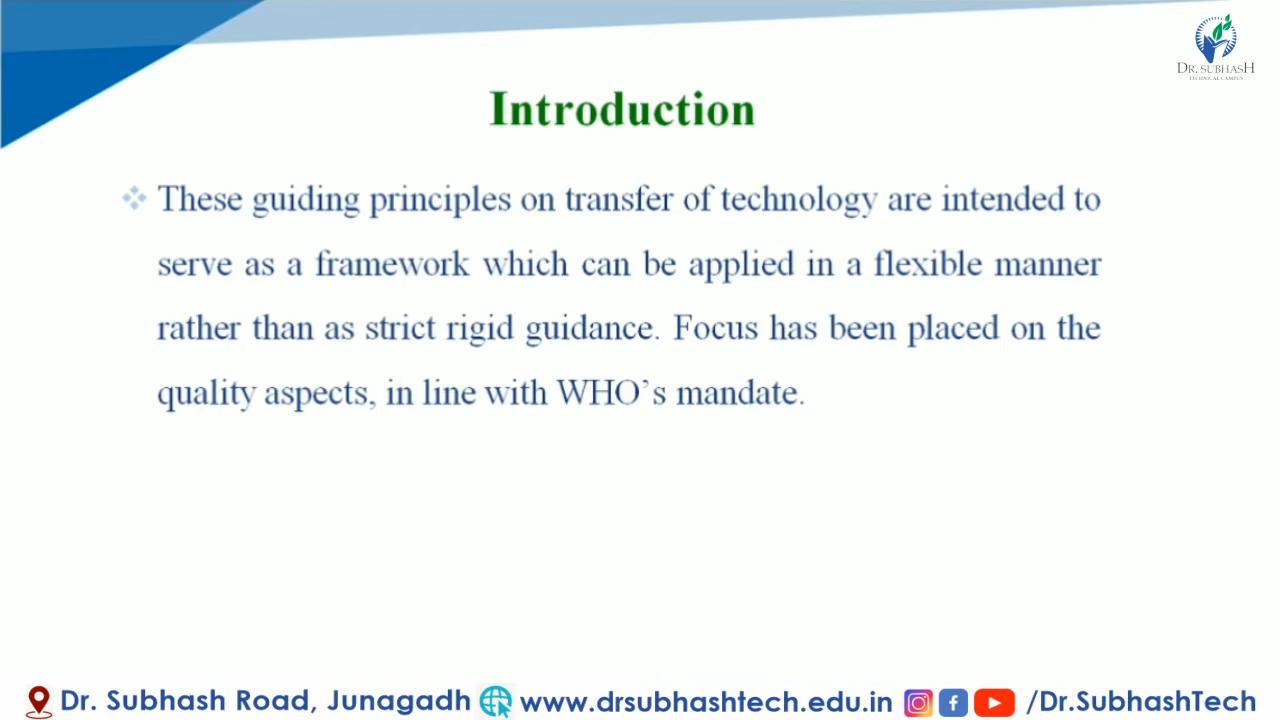 DR. SUBHASH
TECHNICAL CAMPUS
Introduction
These guiding principles on transfer of technology are intended to
serve as a framework which can be applied in a flexible manner
rather than as strict rigid guidance. Focus has been placed on the
quality aspects, in line with WHO’s mandate.
Dr. Subhash Road, Junagadh www.drsubhashtech.edu.in /Dr.SubhashTech